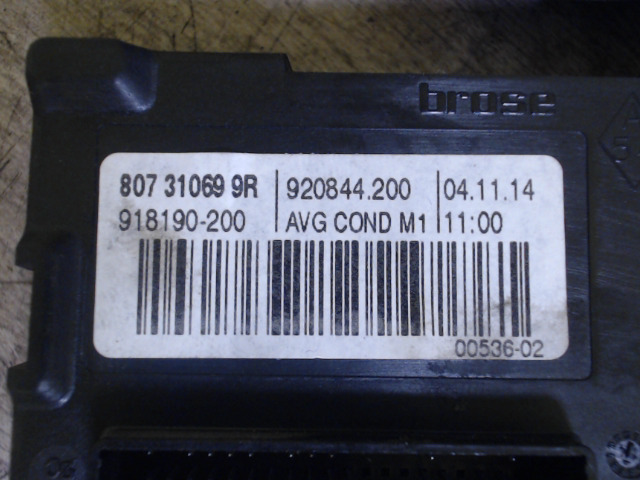 brose
807 31069 9R 920844.200 04.11.14
918190-200 AVG COND M1 11:00
00536-02